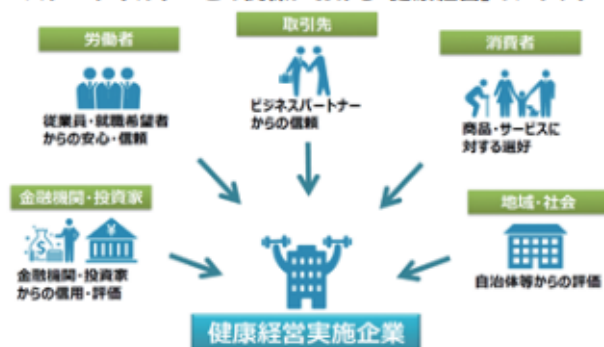 労働者
取引先
消費者
従業員・就職希望者
からの安心・信頼
ビジネスパートナー
からの信頼
商品・サービスに
対する選好
金融機関・投資家
地域・社会
金融機関・投資家
からの信用・評価
自治体等からの評価
健康経営実施企業